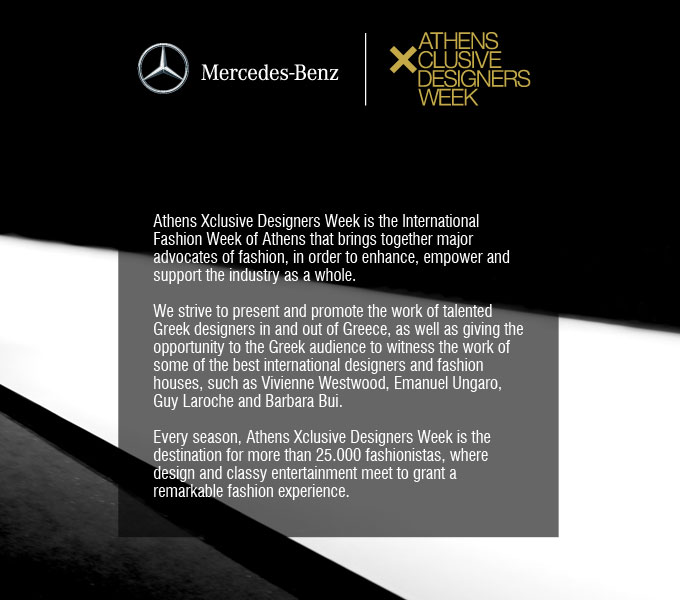 Mercedes-Benz
ATHENS
XCLUSIVE
DESIGNERS
WEEK
Athens Xclusive Designers Week is the International
Fashion Week of Athens that brings together major
advocates of fashion, in order to enhance, empower and
support the industry as a whole.
We strive to present and promote the work of talented
Greek designers in and out of Greece, as well as giving the
opportunity to the Greek audience to witness the work of
some of the best international designers and fashion
houses, such as Vivienne Westwood, Emanuel Ungaro,
Guy Laroche and Barbara Bui.
Every season, Athens Xclusive Designers Week is the
destination for more than 25.000 fashionistas, where
design and classy entertainment meet to grant a
remarkable fashion experience.